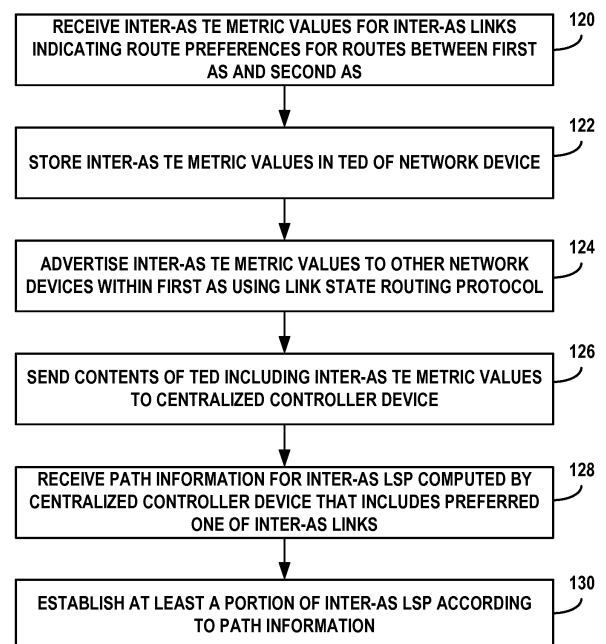 120
RECEIVE INTER-AS TE METRIC VALUES FOR INTER-AS LINKS
INDICATING ROUTE PREFERENCES FOR ROUTES BETWEEN FIRST
AS AND SECOND AS
122
STORE INTER-AS TE METRIC VALUES IN TED OF NETWORK DEVICE
124
ADVERTISE INTER-AS TE METRIC VALUES TO OTHER NETWORK
DEVICES WITHIN FIRST AS USING LINK STATE ROUTING PROTOCOL
126
SEND CONTENTS OF TED INCLUDING INTER-AS TE METRIC VALUES
TO CENTRALIZED CONTROLLER DEVICE
128
RECEIVE PATH INFORMATION FOR INTER-AS LSP COMPUTED BY
CENTRALIZED CONTROLLER DEVICE THAT INCLUDES PREFERRED
ONE OF INTER-AS LINKS
130
ESTABLISH AT LEAST A PORTION OF INTER-AS LSP ACCORDING
TO PATH INFORMATION